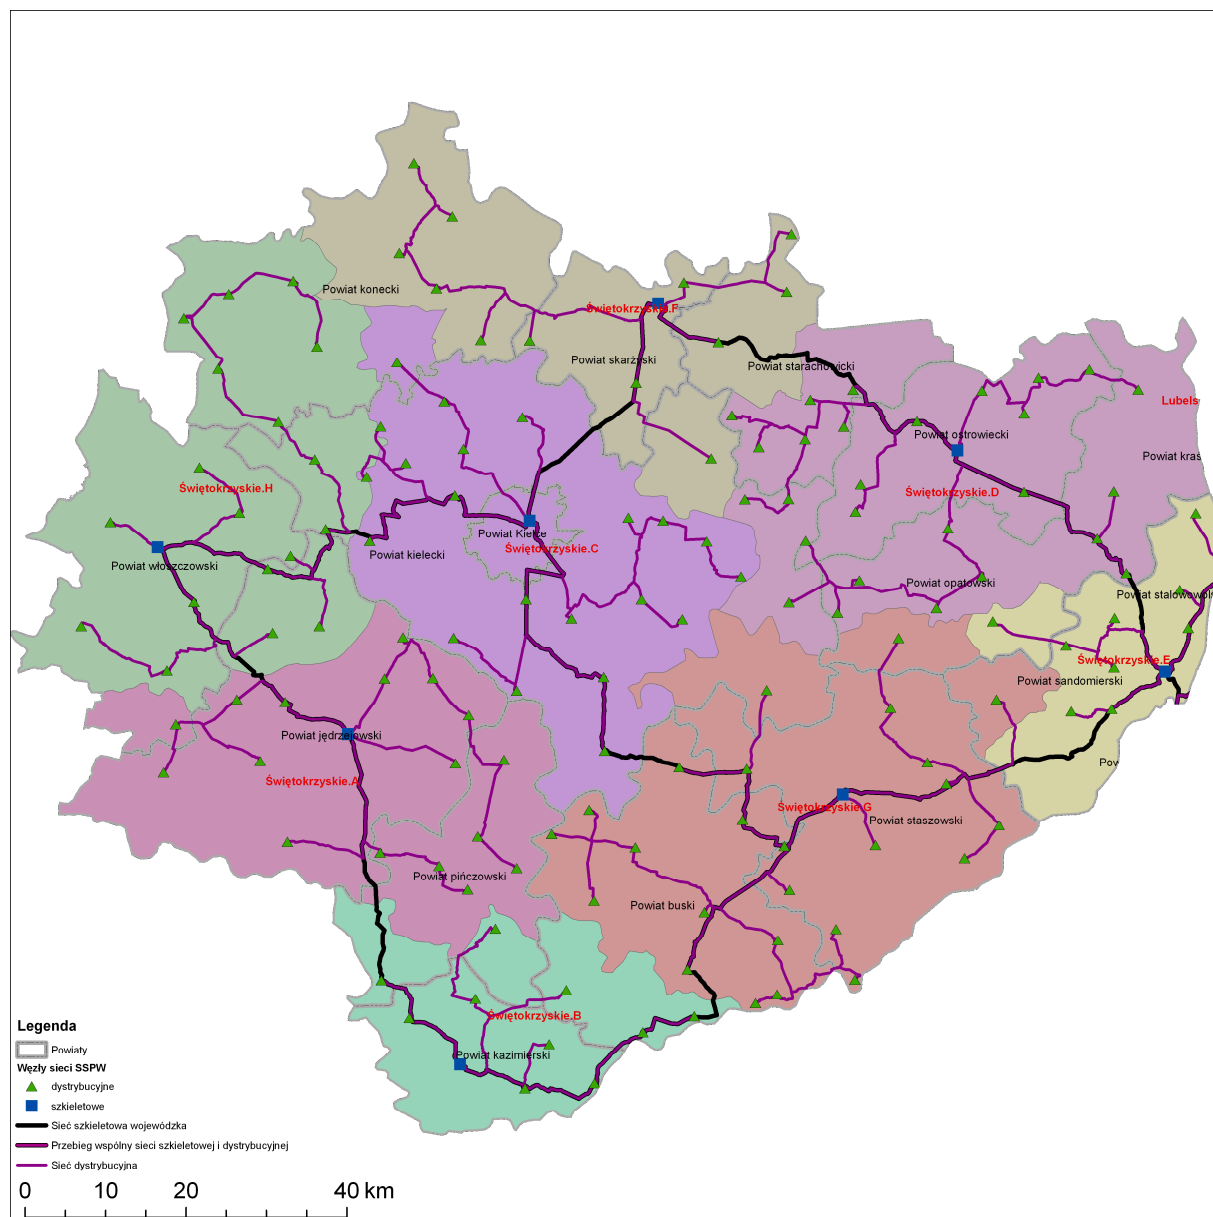 Powiat konecki
Świętokrzyskie.F
Powiat skarżyski
Powiat starachowicki
Lubels
Powiat ostrowiecki
Powiat kras
Świętokrzyskie.H
Świętokrzyskie.D
Powiat Kielce
Świętokrzyskie.C
Powiat kielecki
Powiat włoszczowski
Powiat opatowski
Powiat stalowowol
Świętokrzyskie.E
Powiat sandomierski
Powiat jędrzejowski
Pow
Świętokrzyskie.A
Świętokrzyskie.G
Powiat staszowski
Powiat pińczowski
Powiat buski
Świętokrzyskie.B
Powiat kazimierski
Legenda
Powiaty
Węzły sieci SSPW
dystrybucyjne
szkieletowe
Sieć szkieletowa wojewódzka
Przebieg wspólny sieci szkieletowej i dystrybucyjnej
Sieć dystrybucyjna
0 10 20 40 km